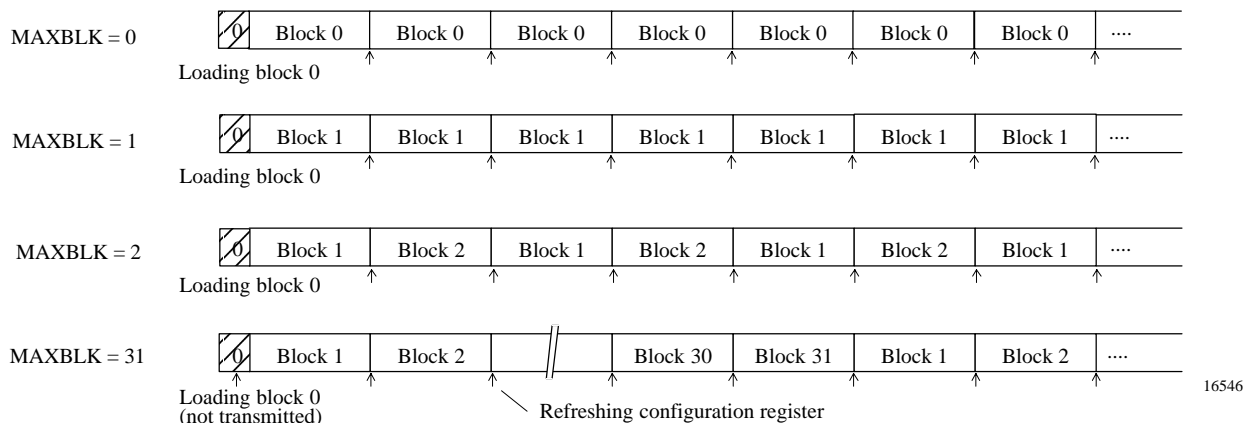 MAXBLK = 0 0 Block 0 Block 0 Block 0 Block 0 Block 0 Block 0 Block 0 ....
Loading block 0
MAXBLK = 1 0 Block 1 Block 1 Block 1 Block 1 Block 1 Block 1 Block 1 ....
Loading block 0
MAXBLK = 2 0 Block 1 Block 2 Block 1 Block 2 Block 1 Block 2 Block 1 ....
Loading block 0
MAXBLK = 31 0 Block 1 Block 2 Block 30 Block 31 Block 1 Block 2 ....
Loading block 0
(not transmitted)
Refreshing configuration register
16546